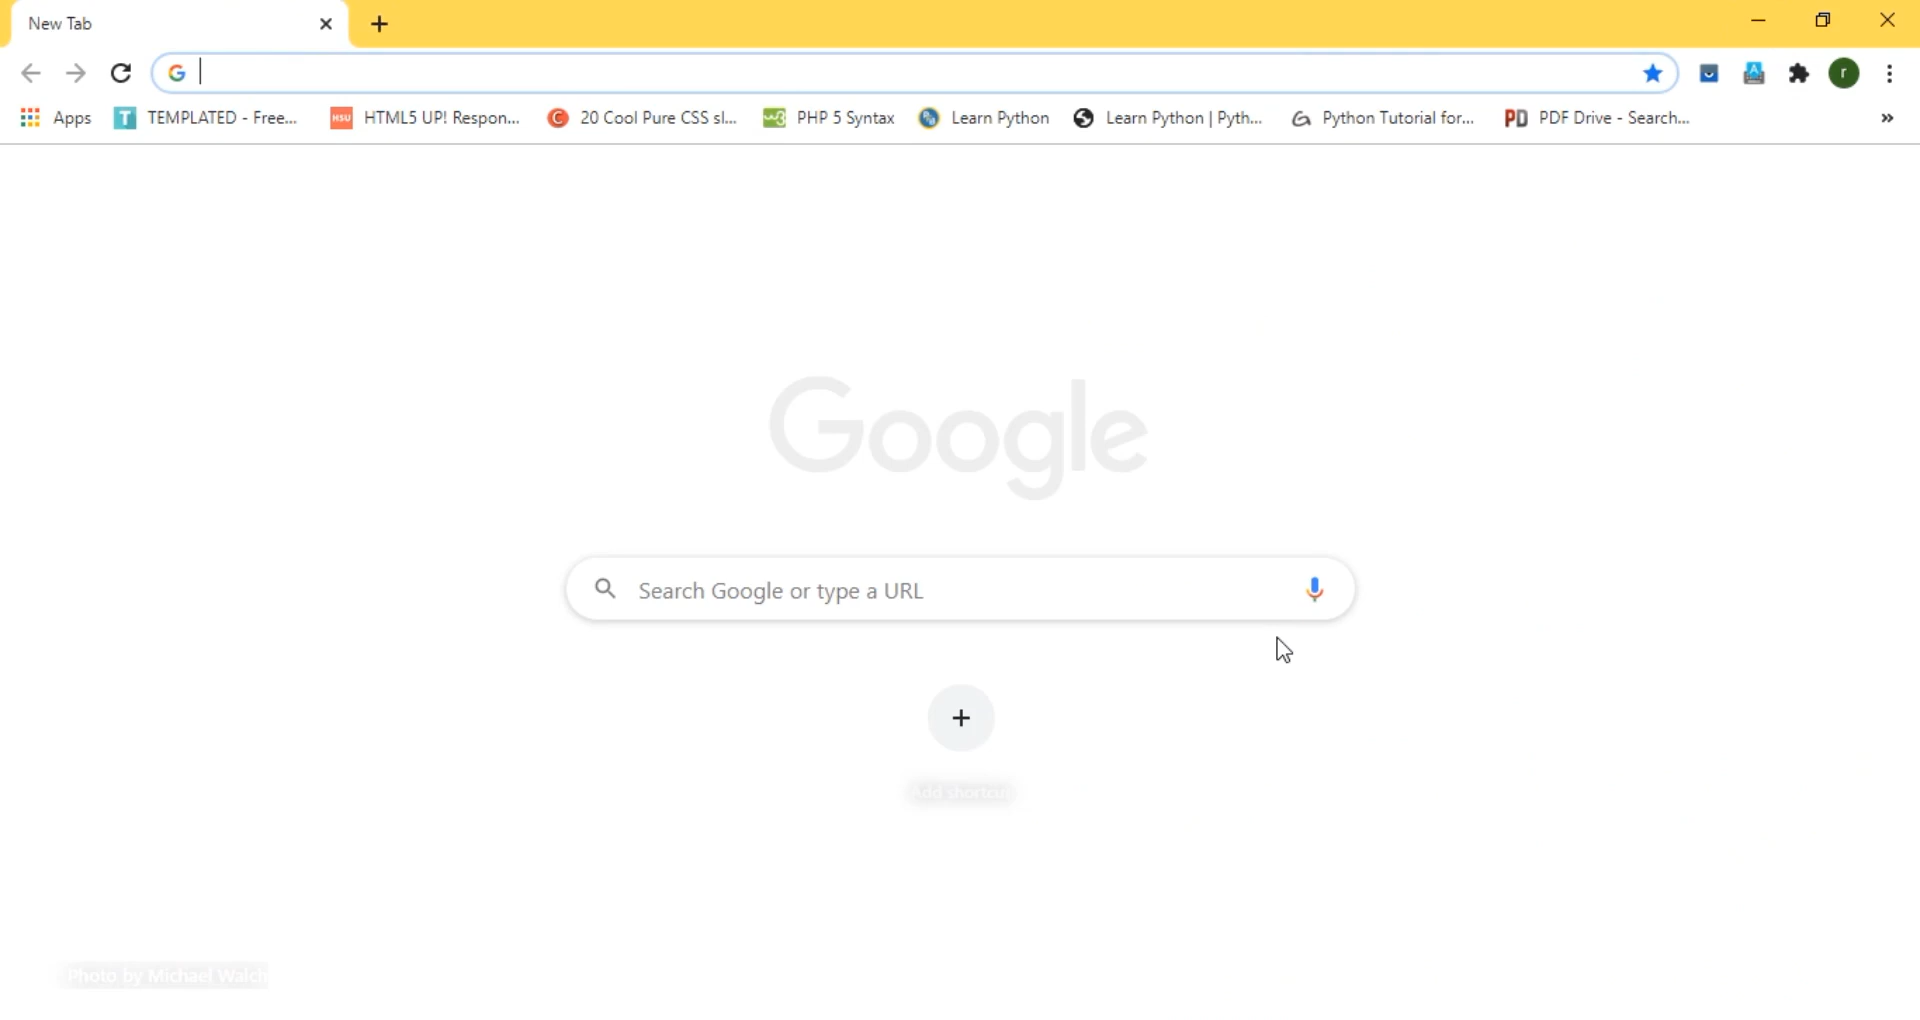 New Tab
Apps
TEMPLATED - Free...
HTML5 UP! Respon...
20 Cool Pure CSS sl...
PHP 5 Syntax
Learn Python
Learn Python | Pyth...
Python Tutorial for...
PDF Drive - Search...
Google
Search Google or type a URL
Add shortcut
Photo by Michael Walch